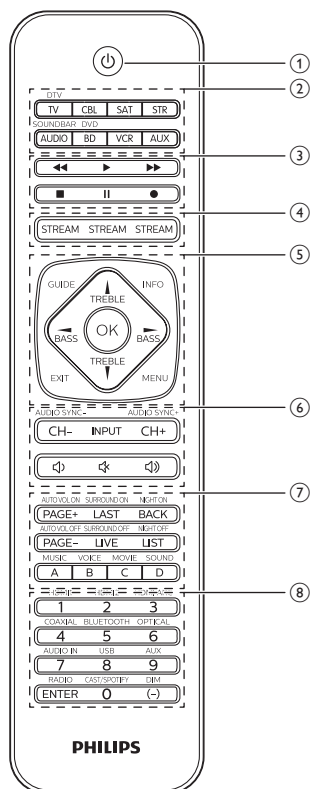 1
2
DTV
TV CBL SAT STR
SOUNDBAR DVD
AUDIO BD VCR AUX
3
4
STREAM STREAM STREAM
5
GUIDE INFO
TREBLE
BASS OK BASS
TREBLE
EXIT MENU
6
AUDIO SYNC- AUDIO SYNC+
CH- INPUT CH+
7
AUTO VOL ON SURROUND ON NIGHT ON
PAGE+ LAST BACK
AUTO VOL OFF SURROUND OFF NIGHT OFF
PAGE- LIVE LIST
MUSIC VOICE MOVIE SOUND
A B C D
8
1 2 3
COAXIAL BLUETOOTH OPTICAL
4 5 6
AUDIO IN USB AUX
7 8 9
RADIO CAST/SPOTIFY DIM
ENTER 0 (-)
PHILIPS